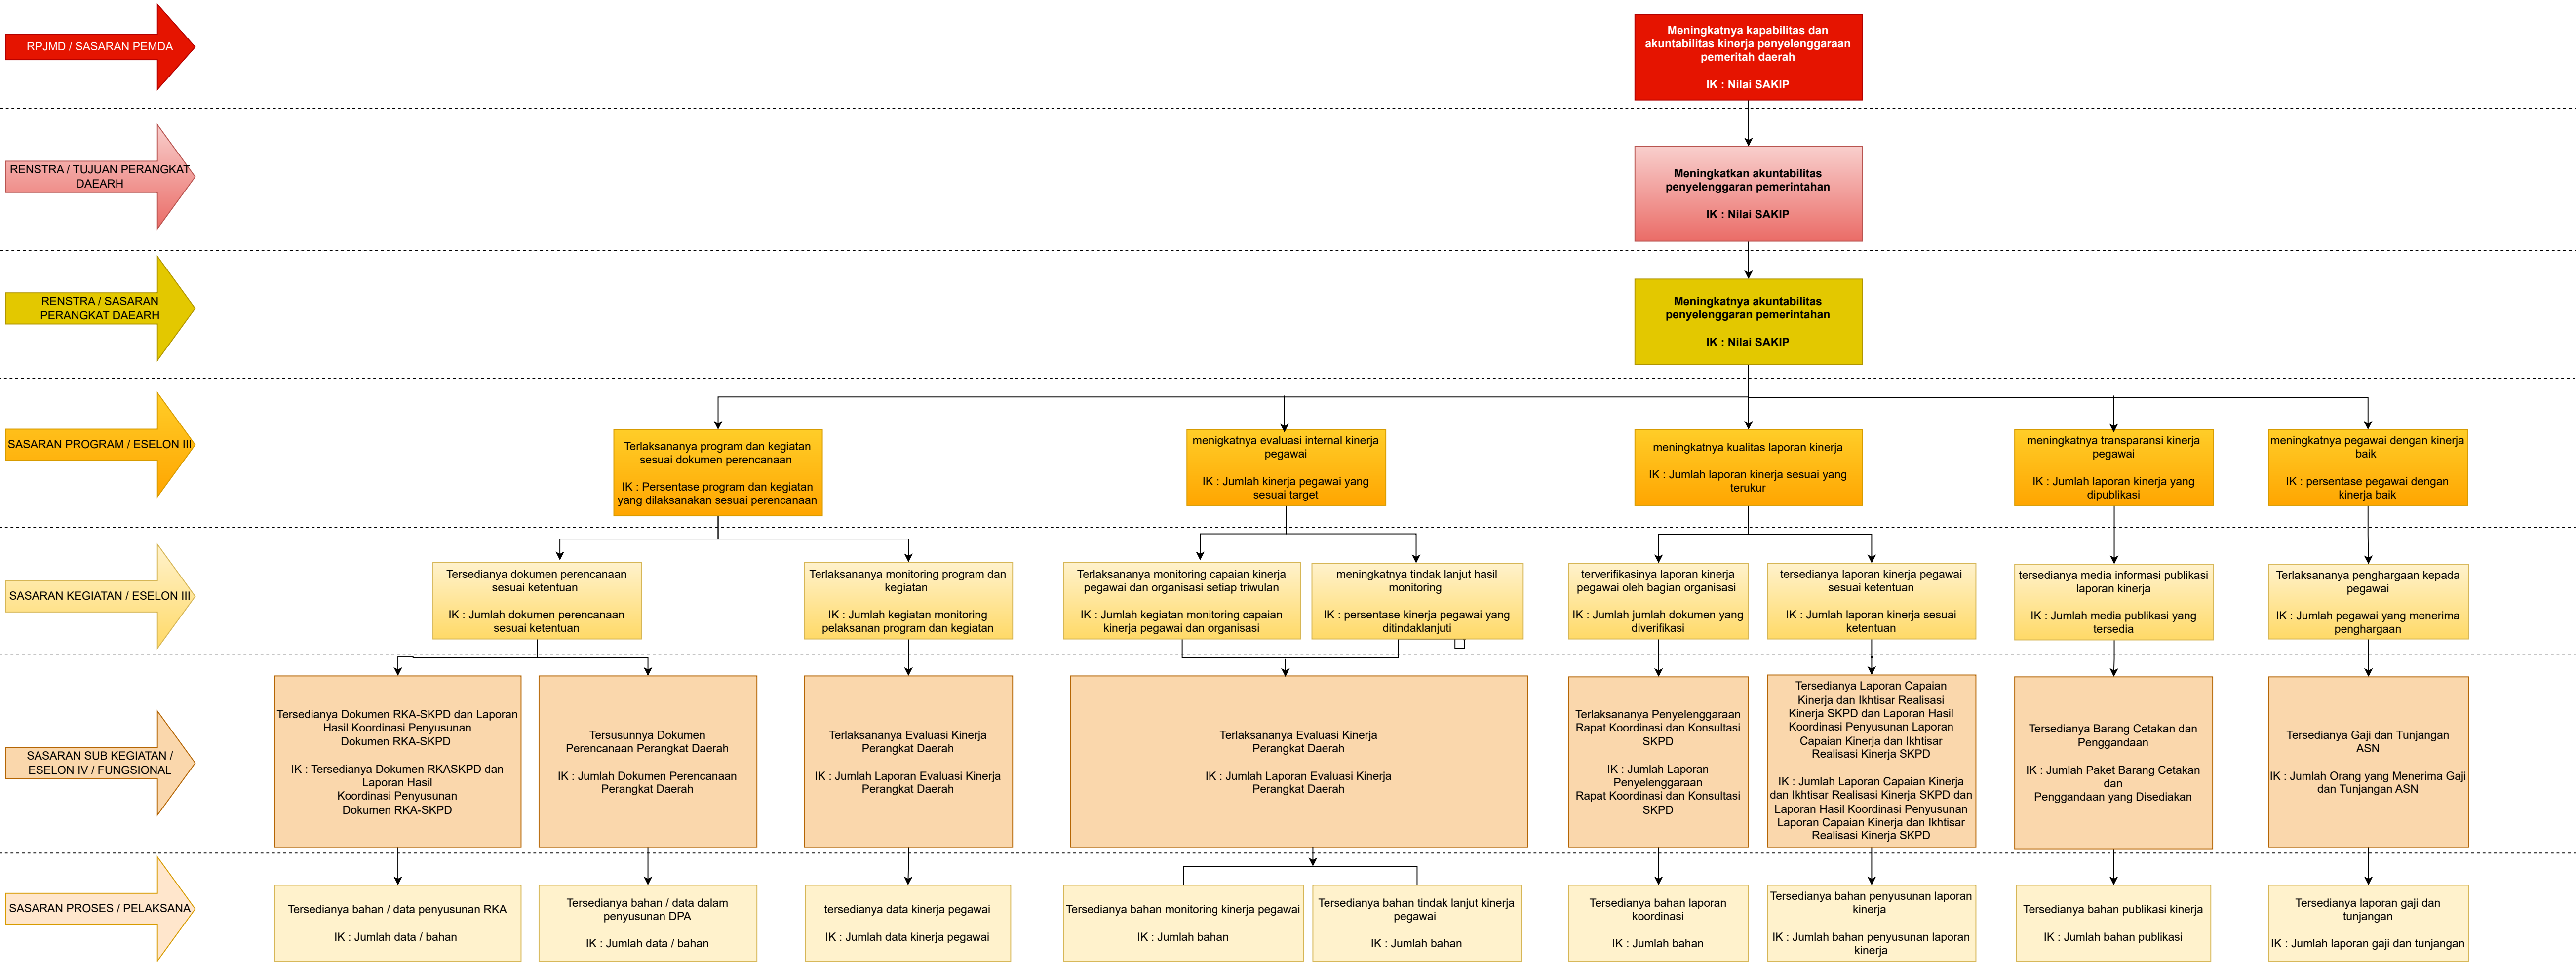 RPJMD / SASARAN PEMDA
Meningkatnya kapabilitas dan
akuntabilitas kinerja penyelenggaraan
pemeritah daerah
IK : Nilai SAKIP
RENSTRA / TUJUAN PERANGKAT
DAEARH
Meningkatkan akuntabilitas
penyelenggaran pemerintahan
IK : Nilai SAKIP
RENSTRA / SASARAN
PERANGKAT DAEARH
Meningkatnya akuntabilitas
penyelenggaran pemerintahan
IK : Nilai SAKIP
SASARAN PROGRAM / ESELON III
Terlaksananya program dan kegiatan
sesuai dokumen perencanaan
IK : Persentase program dan kegiatan
yang dilaksanakan sesuai perencanaan
menigkatnya evaluasi internal kinerja
pegawai
IK : Jumlah kinerja pegawai yang
sesuai target
meningkatnya kualitas laporan kinerja
IK : Jumlah laporan kinerja sesuai yang
terukur
meningkatnya transparansi kinerja
pegawai
IK : Jumlah laporan kinerja yang
dipublikasi
meningkatnya pegawai dengan kinerja
baik
IK : persentase pegawai dengan
kinerja baik
SASARAN KEGIATAN / ESELON III
Tersedianya dokumen perencanaan
sesuai ketentuan
IK : Jumlah dokumen perencanaan
sesuai ketentuan
Terlaksananya monitoring program dan
kegiatan
IK : Jumlah kegiatan monitoring
pelaksanan program dan kegiatan
Terlaksananya monitoring capaian kinerja
pegawai dan organisasi setiap triwulan
IK : Jumlah kegiatan monitoring capaian
kinerja pegawai dan organisasi
meningkatnya tindak lanjut hasil
monitoring
IK : persentase kinerja pegawai yang
ditindaklanjuti
terverifikasinya laporan kinerja
pegawai oleh bagian organisasi
IK : Jumlah jumlah dokumen yang
diverifikasi
tersedianya laporan kinerja pegawai
sesuai ketentuan
IK : Jumlah laporan kinerja sesuai
ketentuan
tersedianya media informasi publikasi
laporan kinerja
IK : Jumlah media publikasi yang
tersedia
Terlaksananya penghargaan kepada
pegawai
IK : Jumlah pegawai yang menerima
penghargaan
SASARAN SUB KEGIATAN /
ESELON IV / FUNGSIONAL
Tersedianya Dokumen RKA-SKPD dan Laporan
Hasil Koordinasi Penyusunan
Dokumen RKA-SKPD
IK : Tersedianya Dokumen RKASKPD dan
Laporan Hasil
Koordinasi Penyusunan
Dokumen RKA-SKPD
Tersusunnya Dokumen
Perencanaan Perangkat Daerah
IK : Jumlah Dokumen Perencanaan
Perangkat Daerah
Terlaksananya Evaluasi Kinerja
Perangkat Daerah
IK : Jumlah Laporan Evaluasi Kinerja
Perangkat Daerah
Terlaksananya Evaluasi Kinerja
Perangkat Daerah
IK : Jumlah Laporan Evaluasi Kinerja
Perangkat Daerah
Terlaksananya Penyelenggaraan
Rapat Koordinasi dan Konsultasi
SKPD
IK : Jumlah Laporan
Penyelenggaraan
Rapat Koordinasi dan Konsultasi
SKPD
Tersedianya Laporan Capaian
Kinerja dan Ikhtisar Realisasi
Kinerja SKPD dan Laporan Hasil
Koordinasi Penyusunan Laporan
Capaian Kinerja dan Ikhtisar
Realisasi Kinerja SKPD
IK : Jumlah Laporan Capaian Kinerja
dan Ikhtisar Realisasi Kinerja SKPD dan
Laporan Hasil Koordinasi Penyusunan
Laporan Capaian Kinerja dan Ikhtisar
Realisasi Kinerja SKPD
Tersedianya Barang Cetakan dan
Penggandaan
IK : Jumlah Paket Barang Cetakan
dan
Penggandaan yang Disediakan
Tersedianya Gaji dan Tunjangan
ASN
IK : Jumlah Orang yang Menerima Gaji
dan Tunjangan ASN
SASARAN PROSES / PELAKSANA
Tersedianya bahan / data penyusunan RKA
IK : Jumlah data / bahan
Tersedianya bahan / data dalam
penyusunan DPA
IK : Jumlah data / bahan
tersedianya data kinerja pegawai
IK : Jumlah data kinerja pegawai
Tersedianya bahan monitoring kinerja pegawai
IK : Jumlah bahan
Tersedianya bahan tindak lanjut kinerja
pegawai
IK : Jumlah bahan
Tersedianya bahan laporan
koordinasi
IK : Jumlah bahan
Tersedianya bahan penyusunan laporan
kinerja
IK : Jumlah bahan penyusunan laporan
kinerja
Tersedianya bahan publikasi kinerja
IK : Jumlah bahan publikasi
Tersedianya laporan gaji dan
tunjangan
IK : Jumlah laporan gaji dan tunjangan